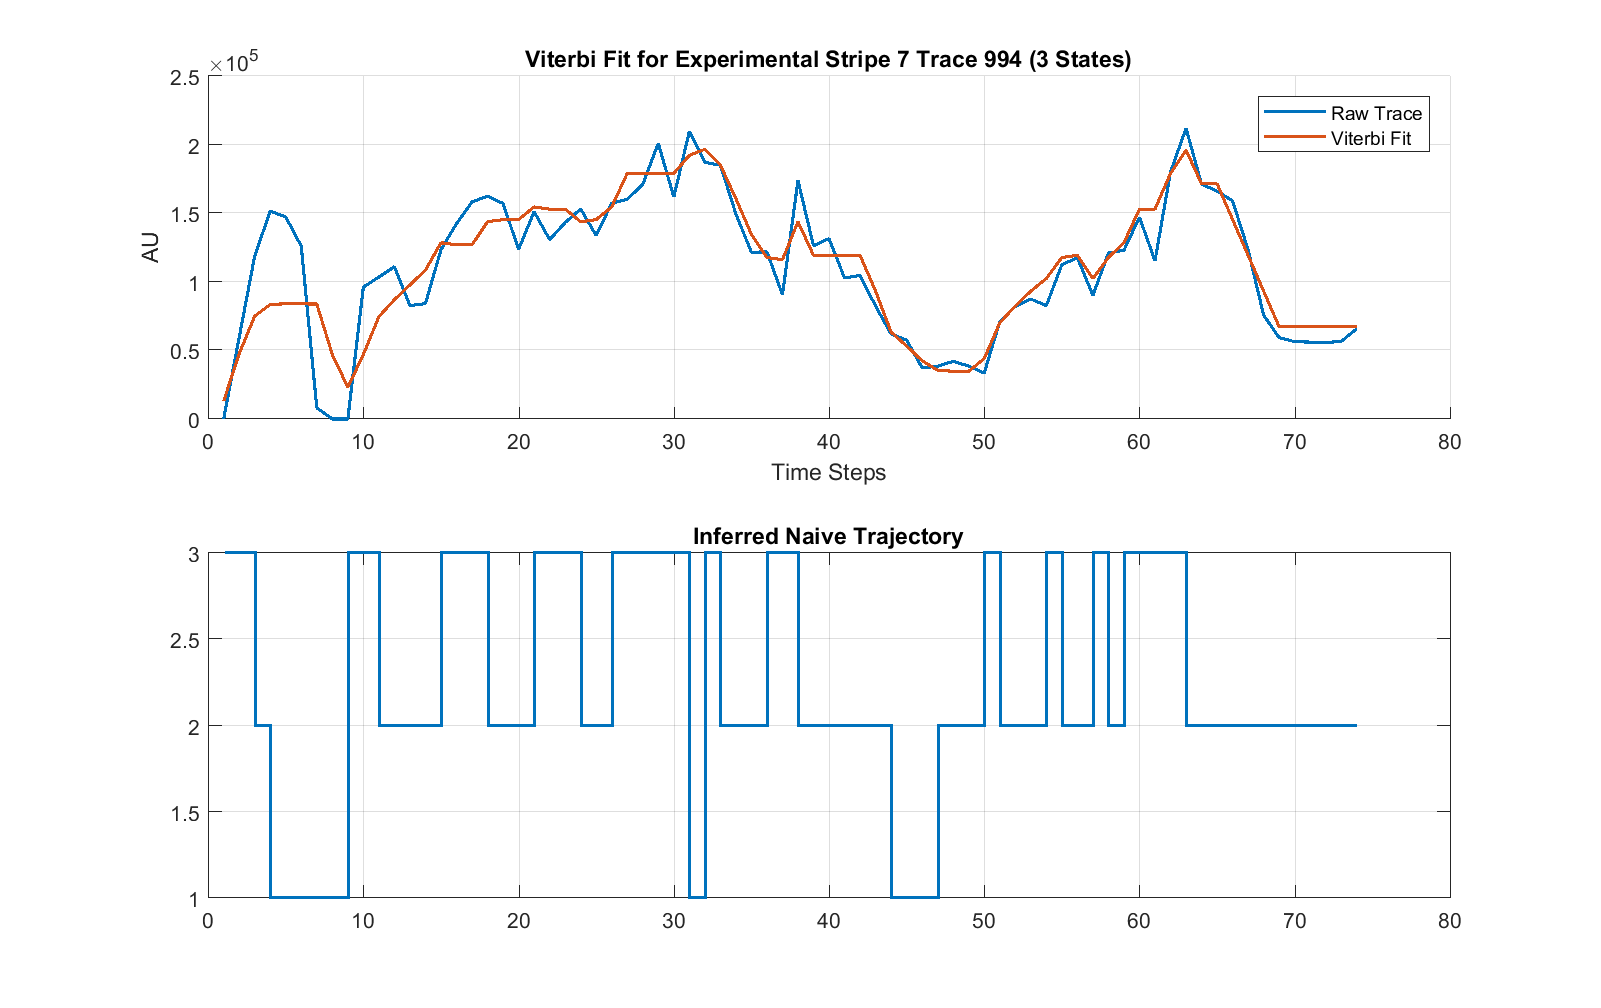 Viterbi Fit for Experimental Stripe 7 Trace 994 (3 States)
×10^5
2.5
2
1.5
1
0.5
0
AU
Raw Trace
Viterbi Fit
0 10 20 30 40 50 60 70 80
Time Steps
Inferred Naive Trajectory
3
2.5
2
1.5
1
0 10 20 30 40 50 60 70 80